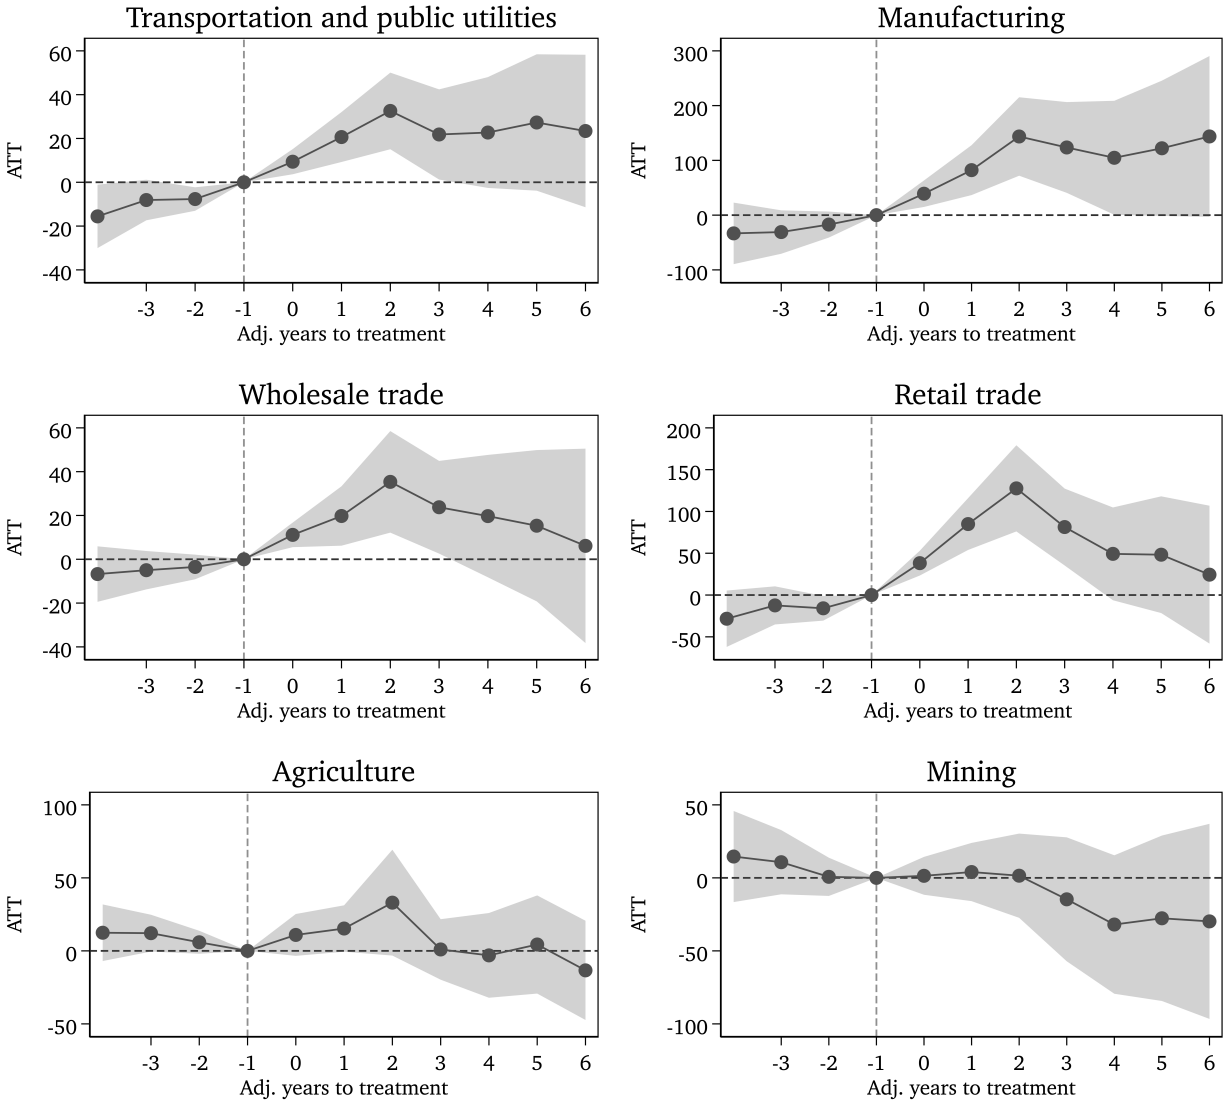 Transportation and public utilities
60
40
20
0
-20
-40
ATT
-3 -2 -1 0 1 2 3 4 5 6
Adj. years to treatment
Manufacturing
300
200
100
0
-100
ATT
-3 -2 -1 0 1 2 3 4 5 6
Adj. years to treatment
Wholesale trade
60
40
20
0
-20
-40
ATT
-3 -2 -1 0 1 2 3 4 5 6
Adj. years to treatment
Retail trade
200
150
100
50
0
-50
ATT
-3 -2 -1 0 1 2 3 4 5 6
Adj. years to treatment
Agriculture
100
50
0
-50
ATT
-3 -2 -1 0 1 2 3 4 5 6
Adj. years to treatment
Mining
50
0
-50
-100
ATT
-3 -2 -1 0 1 2 3 4 5 6
Adj. years to treatment